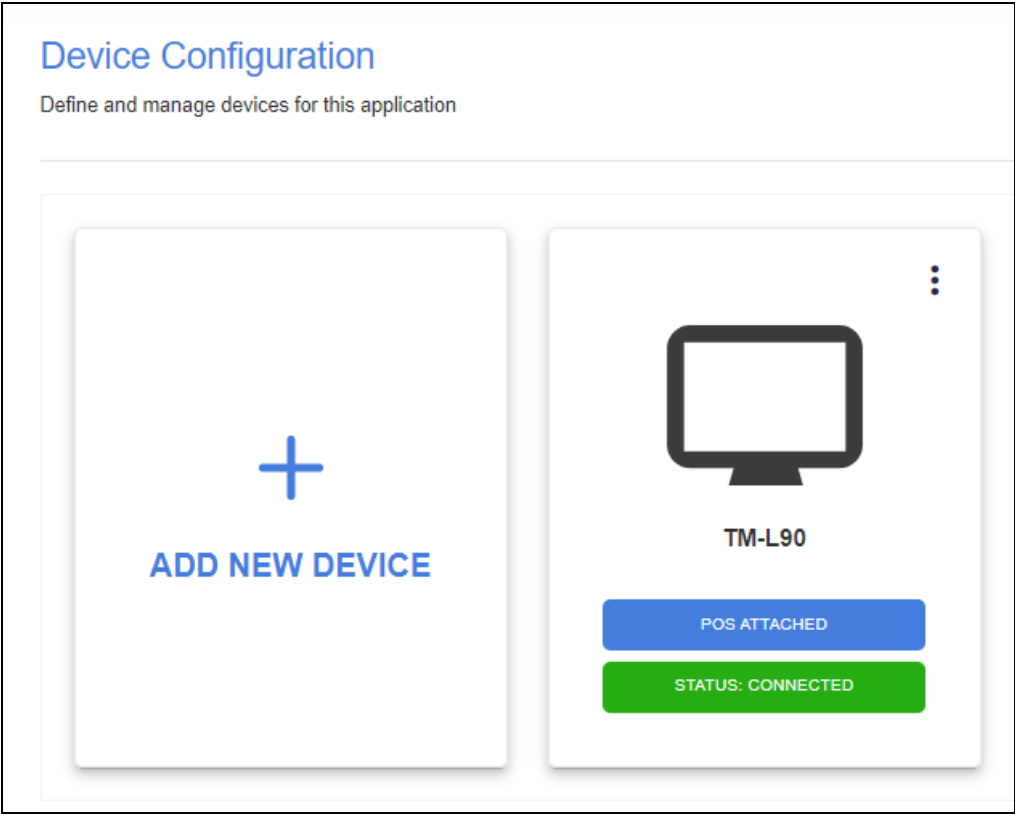 Device Configuration
Define and manage devices for this application
ADD NEW DEVICE
TM-L90
POS ATTACHED
STATUS: CONNECTED